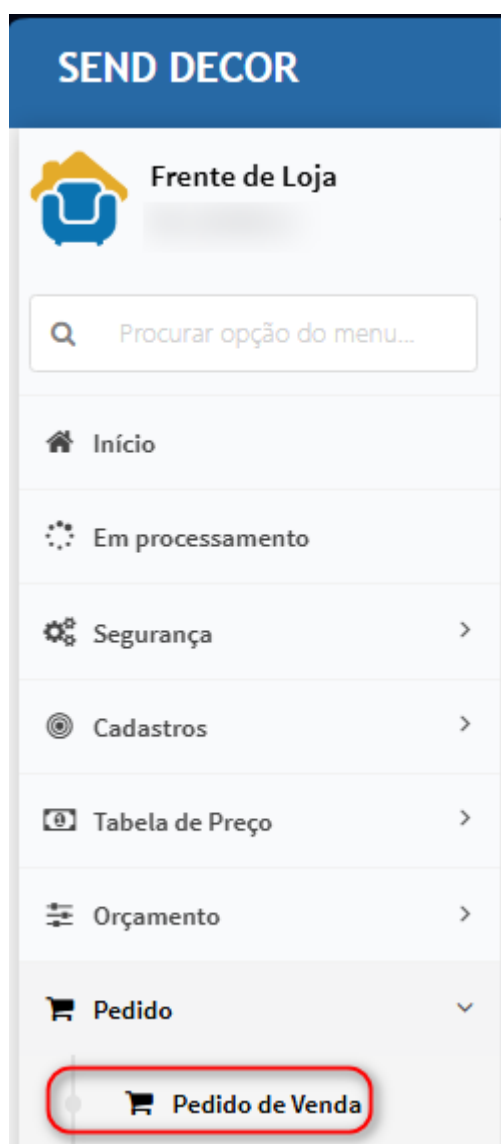 SEND DECOR
Frente de Loja
Procurar opção do menu...
Início
Em processamento
Segurança
Cadastros
Tabela de Preço
Orçamento
Pedido
Pedido de Venda